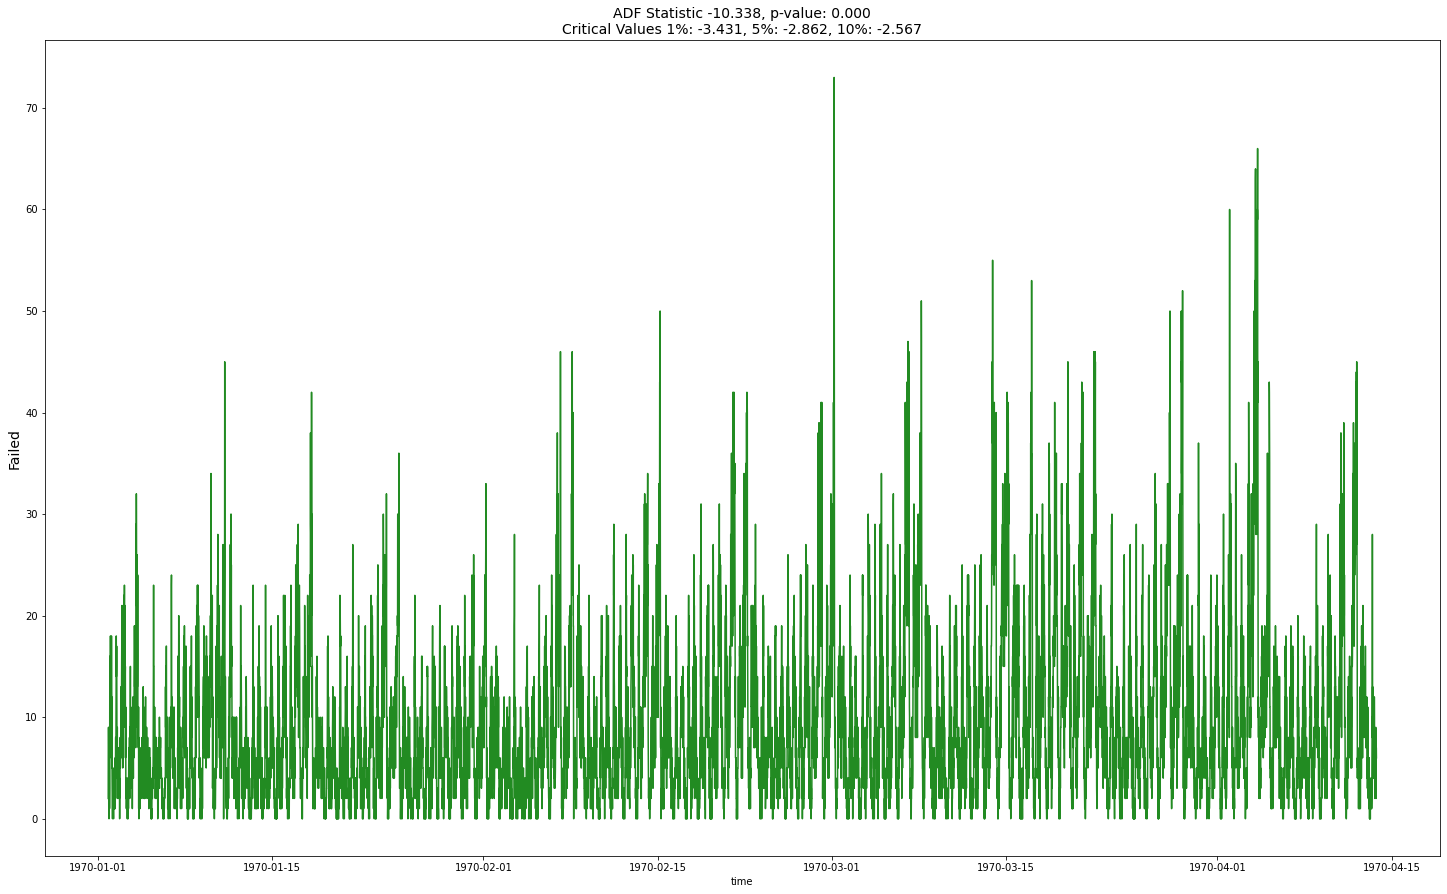 ADF Statistic -10.338, p-value: 0.000
Critical Values 1%: -3.431, 5%: -2.862, 10%: -2.567
70
60
50
40
30
20
10
0
Failed
1970-01-01 1970-01-15 1970-02-01 1970-02-15 1970-03-01 1970-03-15 1970-04-01 1970-04-15
time